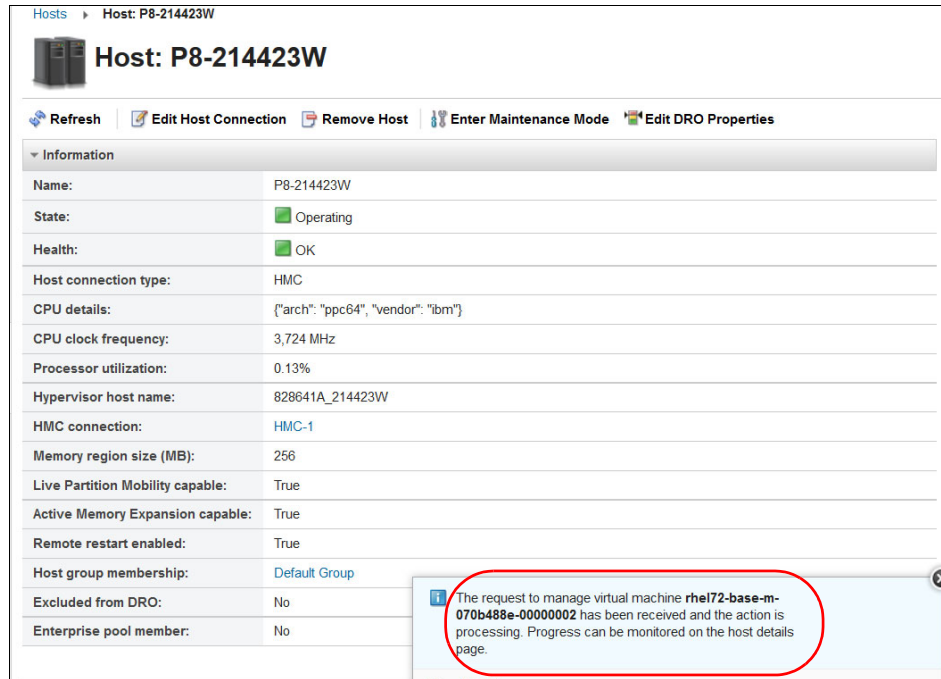 Hosts Host: P8-214423W
Host: P8-214423W
Refresh Edit Host Connection Remove Host Enter Maintenance Mode Edit DRO Properties
Information
Name: P8-214423W
State: Operating
Health: OK
Host connection type: HMC
CPU details: {"arch": "ppc64", "vendor": "ibm"}
CPU clock frequency: 3,724 MHz
Processor utilization: 0.13%
Hypervisor host name: 828641A_214423W
HMC connection: HMC-1
Memory region size (MB): 256
Live Partition Mobility capable: True
Active Memory Expansion capable: True
Remote restart enabled: True
Host group membership: Default Group
Excluded from DRO: No
Enterprise pool member: No
The request to manage virtual machine rhel72-base-m-
070b488e-00000002 has been received and the action is
processing. Progress can be monitored on the host details
page.